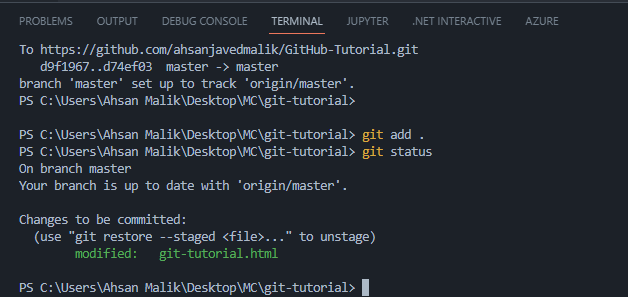 PROBLEMS OUTPUT DEBUG CONSOLE TERMINAL JUPYTER .NET INTERACTIVE AZURE
To https://github.com/ahsanjavedmalik/GitHub-Tutorial.git
d9f1967..d74ef03 master -> master
branch 'master' set up to track 'origin/master'.
PS C:\Users\Ahsan Malik\Desktop\MC\git-tutorial>
PS C:\Users\Ahsan Malik\Desktop\MC\git-tutorial> git add .
PS C:\Users\Ahsan Malik\Desktop\MC\git-tutorial> git status
On branch master
Your branch is up to date with 'origin/master'.
Changes to be committed:
(use "git restore --staged <file>..." to unstage)
modified: git-tutorial.html
PS C:\Users\Ahsan Malik\Desktop\MC\git-tutorial>